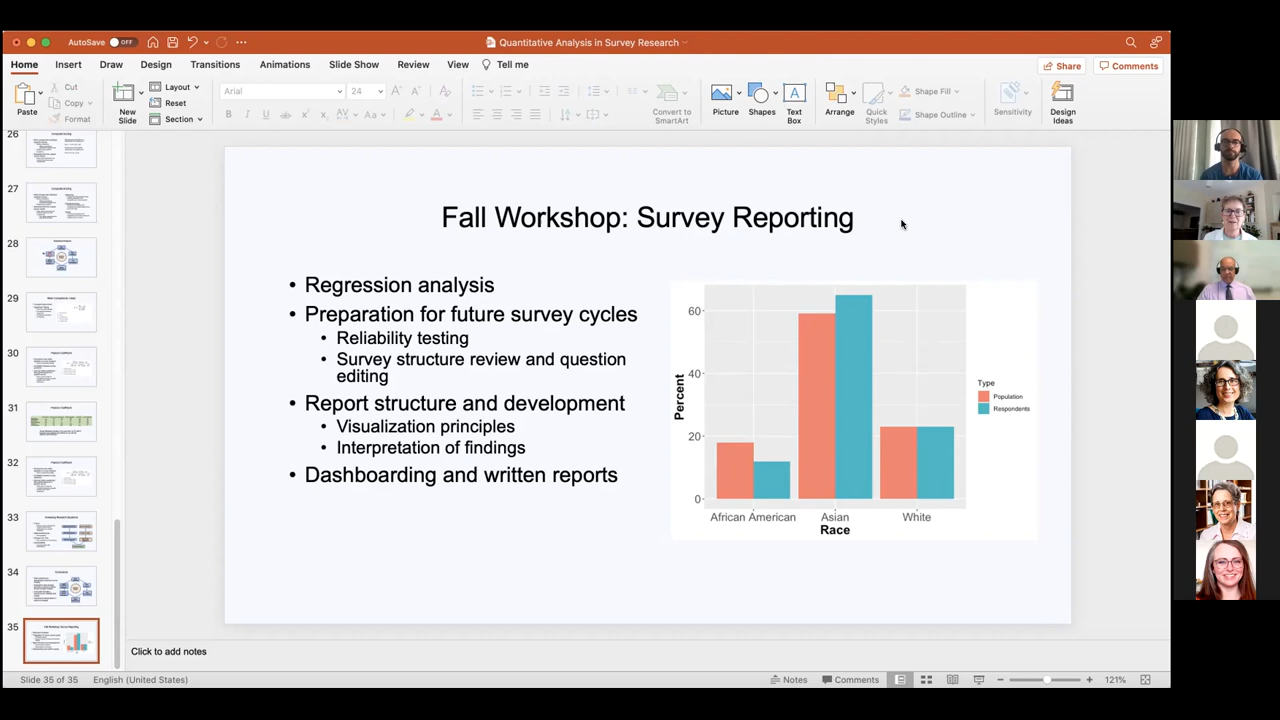 AutoSave OFF
Quantitative Analysis in Survey Research
Home Insert Draw Design Transitions Animations Slide Show Review View Tell me
Share Comments
Paste
Cut
Copy
Format
New Slide
Layout
Reset
Section
Arial 24
Convert to SmartArt
Picture
Shapes
Text Box
Arrange
Quick Styles
Shape Fill
Shape Outline
Sensitivity
Design Ideas
26
27
28
29
30
31
32
33
34
35
Fall Workshop: Survey Reporting
• Regression analysis
• Preparation for future survey cycles
• Reliability testing
• Survey structure review and question
editing
• Report structure and development
• Visualization principles
• Interpretation of findings
• Dashboarding and written reports
Percent
60
40
20
0
African American Asian White
Race
Type
Population
Respondents
Click to add notes
Slide 35 of 35 English (United States) Notes Comments 121%